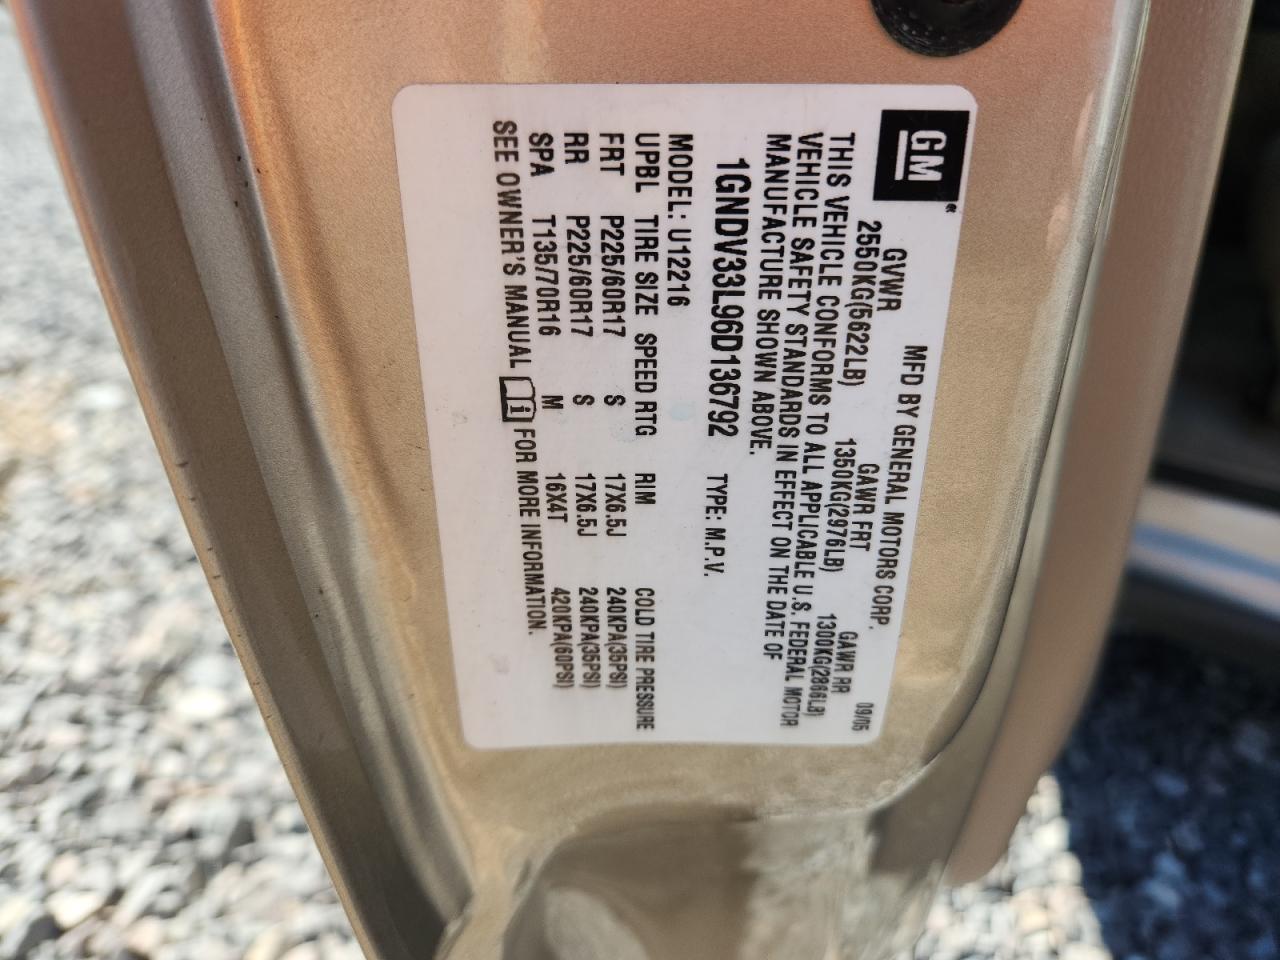 GM®
MFD BY GENERAL MOTORS CORP. 09/05
GVWR GAWR FRT GAWR RR
2550KG(5622LB) 1350KG(2976LB) 1300KG(2866LB)
THIS VEHICLE CONFORMS TO ALL APPLICABLE U.S. FEDERAL MOTOR
VEHICLE SAFETY STANDARDS IN EFFECT ON THE DATE OF
MANUFACTURE SHOWN ABOVE.
1GNDV33L96D136792 TYPE: M.P.V.
MODEL: U12216
UPBL TIRE SIZE SPEED RTG RIM COLD TIRE PRESSURE
FRT P225/60R17 S 17X6.5J 240KPA(35PSI)
RR P225/60R17 S 17X6.5J 240KPA(35PSI)
SPA T135/70R16 M 16X4T 420KPA(60PSI)
SEE OWNER'S MANUAL i FOR MORE INFORMATION.